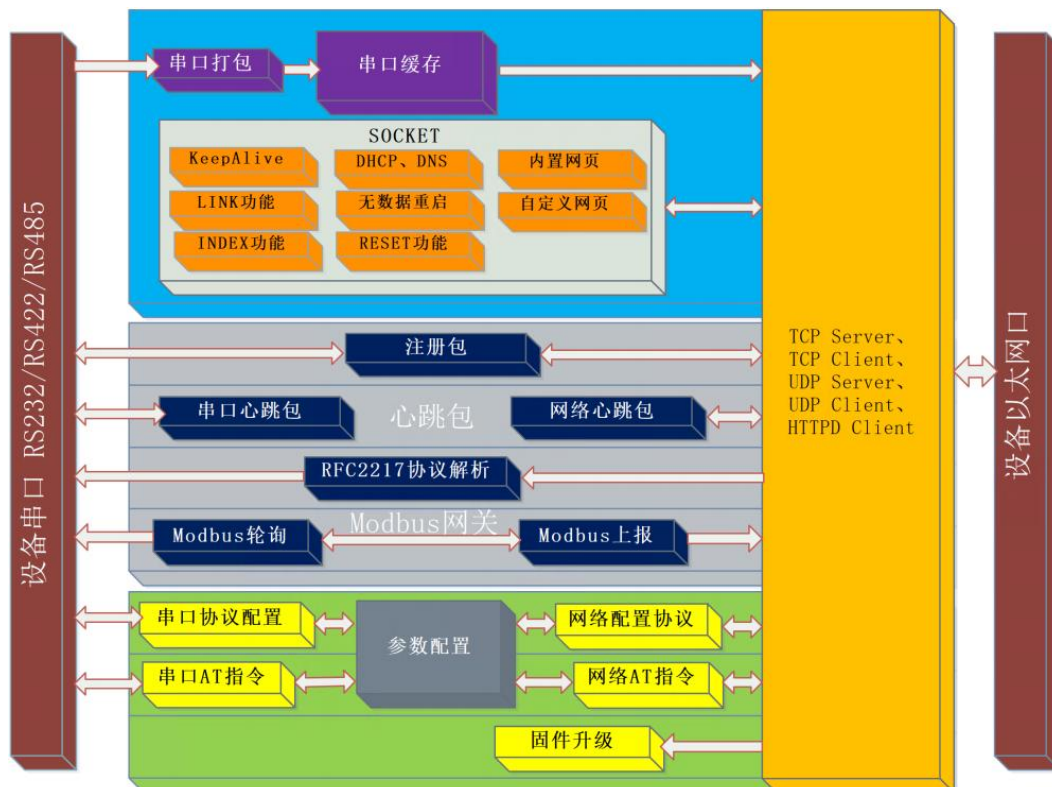 设备串口 RS232/RS422/RS485
串口打包
串口缓存
SOCKET
KeepAlive
DHCP、DNS
内置网页
LINK功能
无数据重启
自定义网页
INDEX功能
RESET功能
注册包
串口心跳包
心跳包
网络心跳包
RFC2217协议解析
Modbus网关
Modbus轮询
Modbus上报
串口协议配置
参数配置
网络配置协议
串口AT指令
网络AT指令
固件升级
TCP Server、
TCP Client、
UDP Server、
UDP Client、
HTTPD Client
设备以太网口